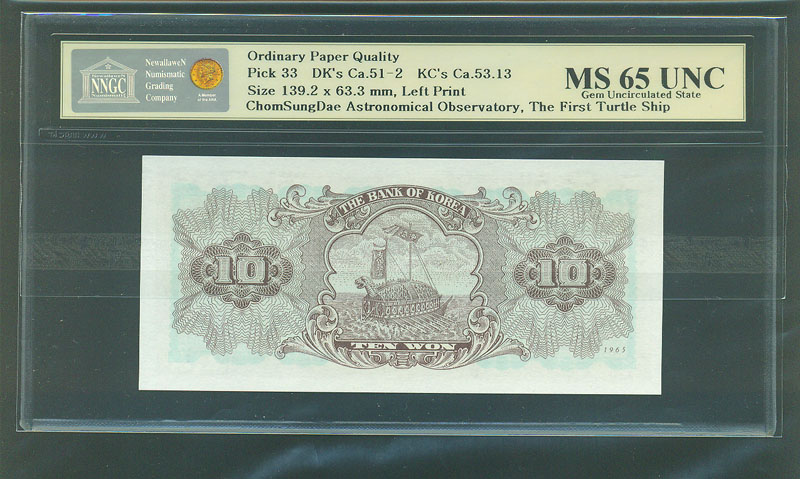 NewallaweN
NNGC
NUMISMATIC
NewallaweN
Numismatic
Grading
Company
Ordinary Paper Quality
Pick 33 DK's Ca.51-2 KC's Ca.53.13
Size 139.2 x 63.3 mm, Left Print
ChomSungDae Astronomical Observatory, The First Turtle Ship
MS 65 UNC
Gem Uncirculated State
THE BANK OF KOREA
10
10
TEN WON
1965